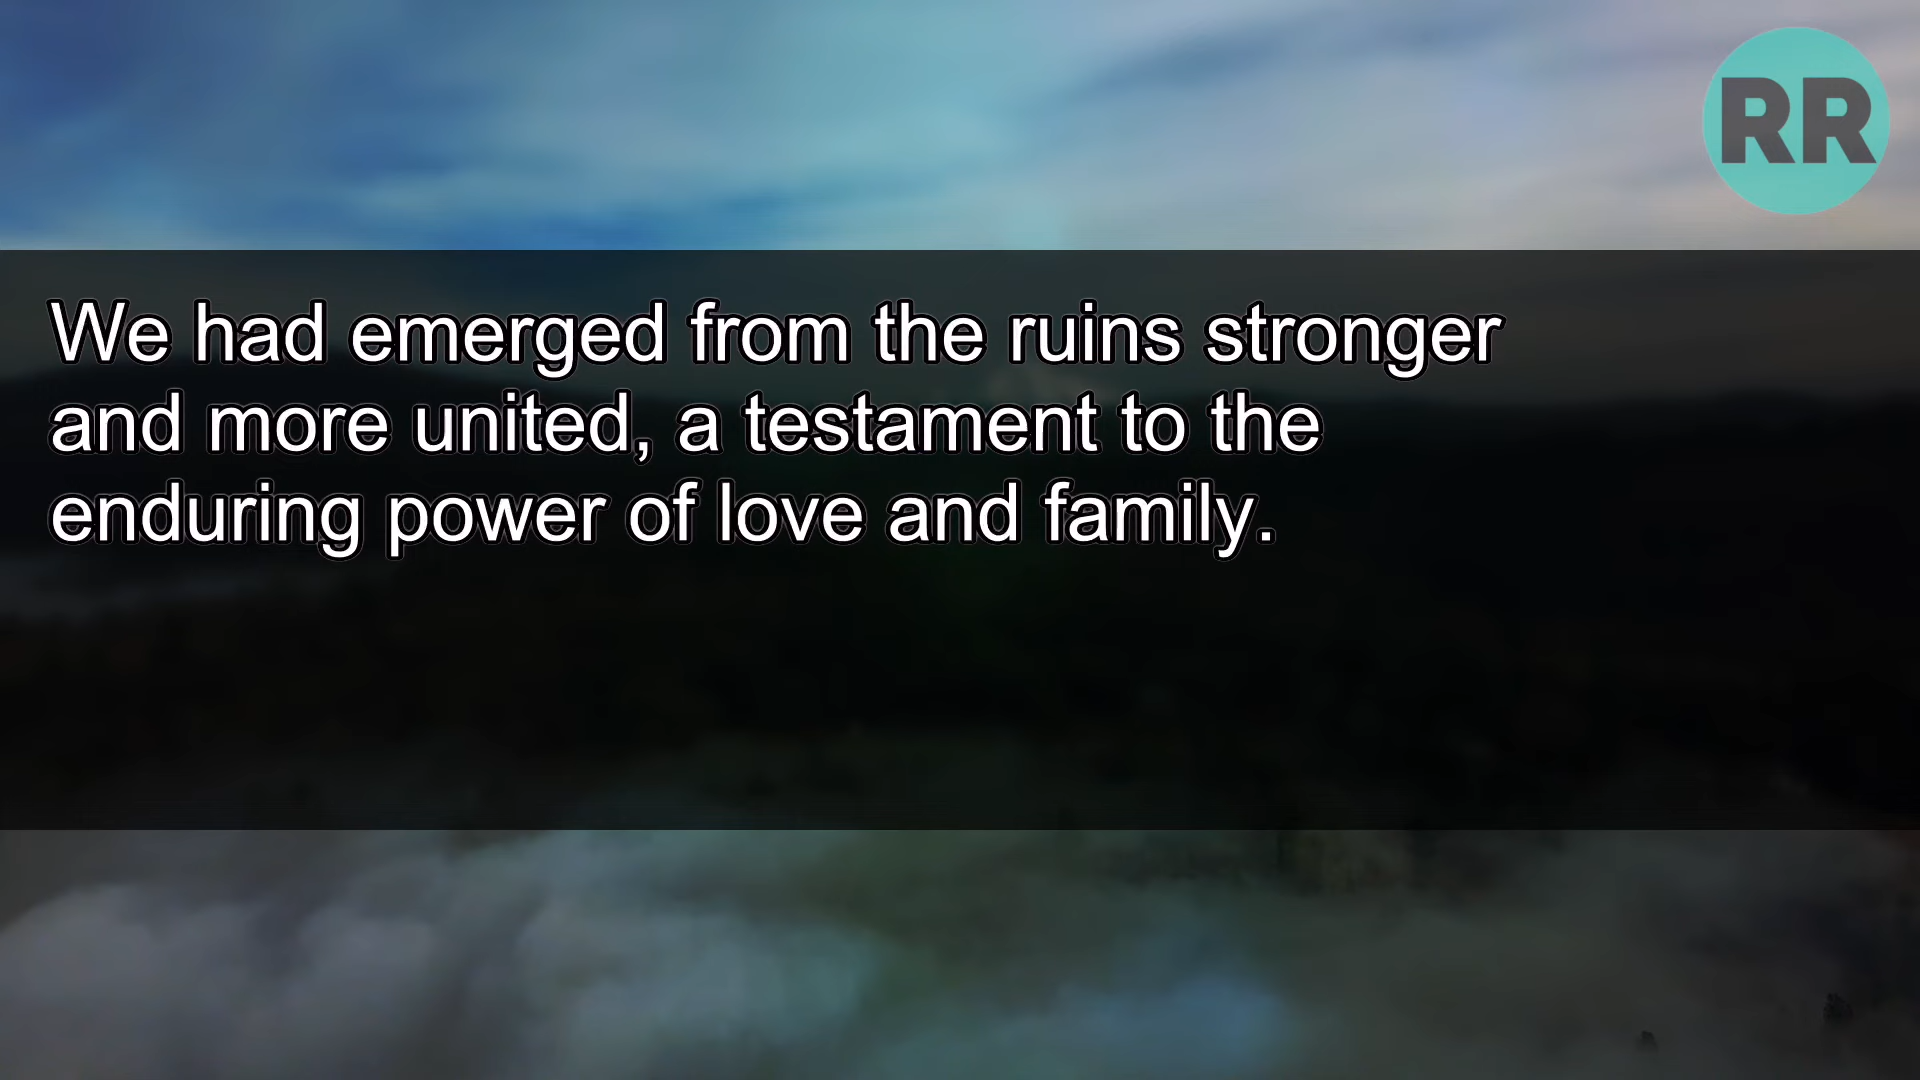 RR
We had emerged from the ruins stronger
and more united, a testament to the
enduring power of love and family.